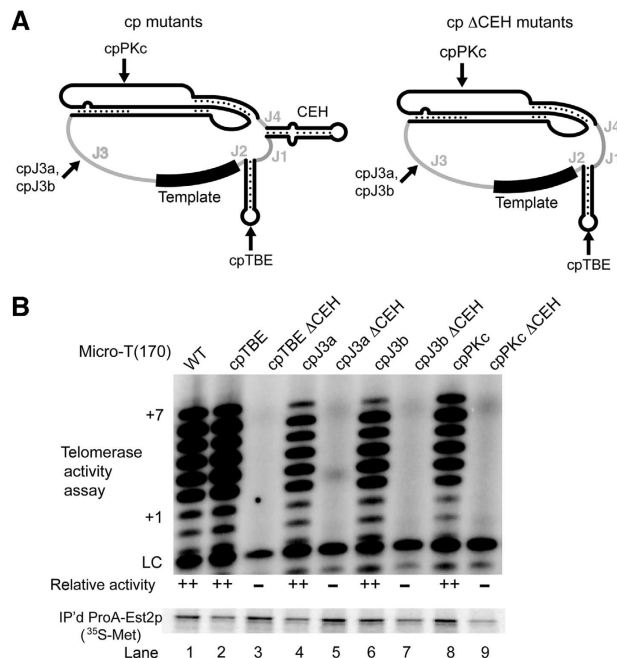 A
cp mutants
cp ΔCEH mutants
cpPKc
cpPKc
CEH
J4
J4
J3
J2
J1
J3
J2
J1
cpJ3a,
cpJ3b
cpJ3a,
cpJ3b
Template
Template
cpTBE
cpTBE
B
Micro-T(170)
WT
cpTBE
cpTBE ΔCEH
cpJ3a
cpJ3a ΔCEH
cpJ3b
cpJ3b ΔCEH
cpPKc
cpPKc ΔCEH
+7
Telomerase
activity
assay
+1
LC
Relative activity ++ ++ – ++ – ++ – ++ –
IP'd ProA-Est2p
(³⁵S-Met)
Lane 1 2 3 4 5 6 7 8 9